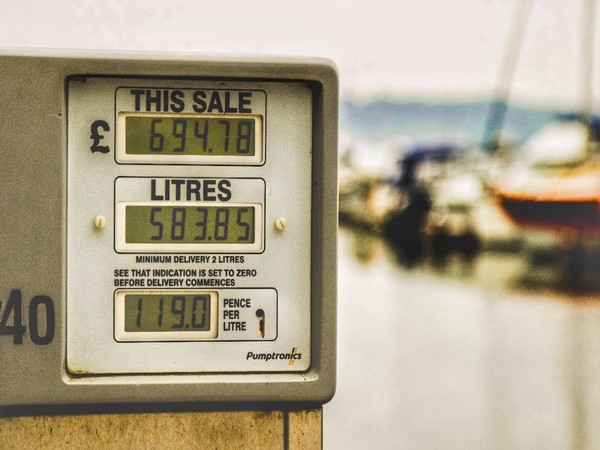 THIS SALE
£ 694.78
LITRES
583.85
MINIMUM DELIVERY 2 LITRES
SEE THAT INDICATION IS SET TO ZERO
BEFORE DELIVERY COMMENCES
119.0 PENCE
PER
LITRE
40
Pumptronics